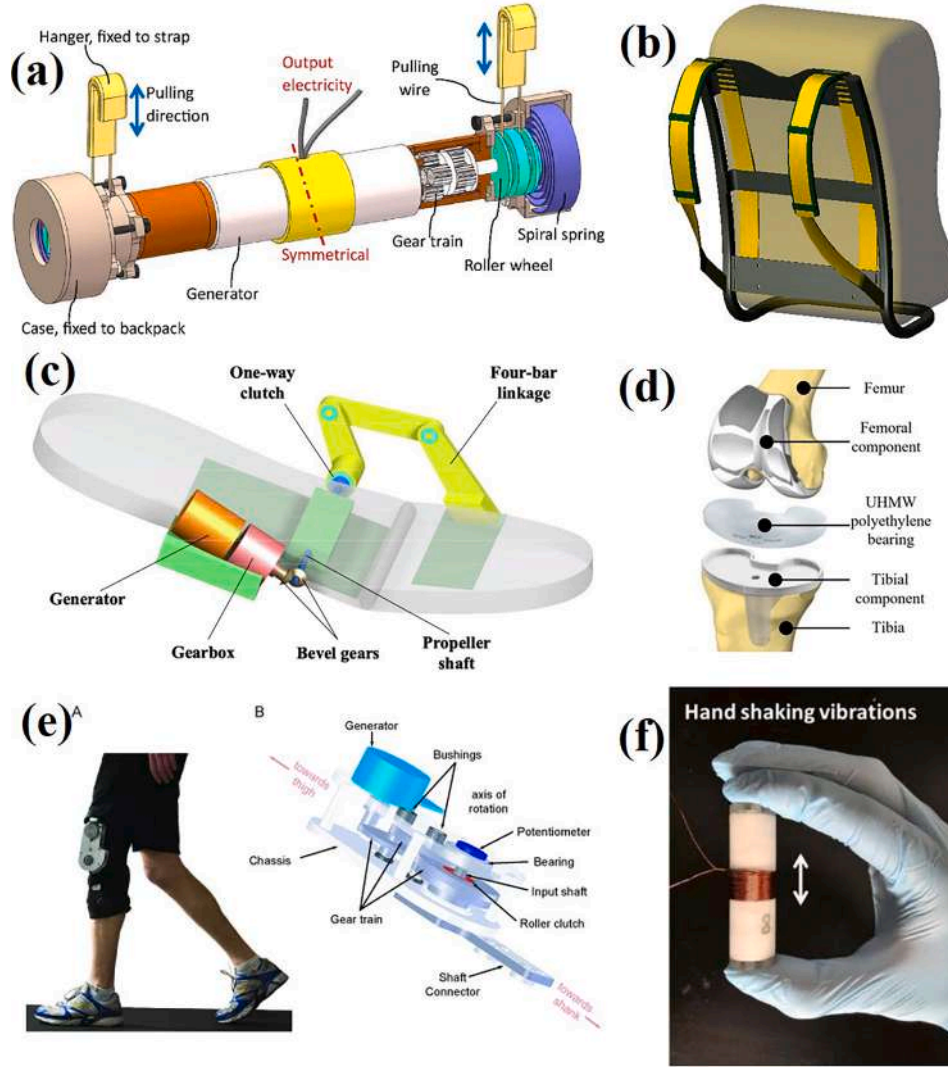 (a)
Hanger, fixed to strap
Pulling
direction
Output
electricity
Pulling
wire
Gear train
Spiral spring
Roller wheel
Symmetrical
Generator
Case, fixed to backpack
(b)
(c)
One-way
clutch
Four-bar
linkage
Generator
Gearbox
Bevel gears
Propeller
shaft
(d)
Femur
Femoral
component
UHMW
polyethylene
bearing
Tibial
component
Tibia
(e)
A
B
Generator
Bushings
towards
thigh
axis of
rotation
Potentiometer
Chassis
Bearing
Input shaft
Gear train
Roller clutch
Shaft
Connector
towards
shank
(f)
Hand shaking vibrations